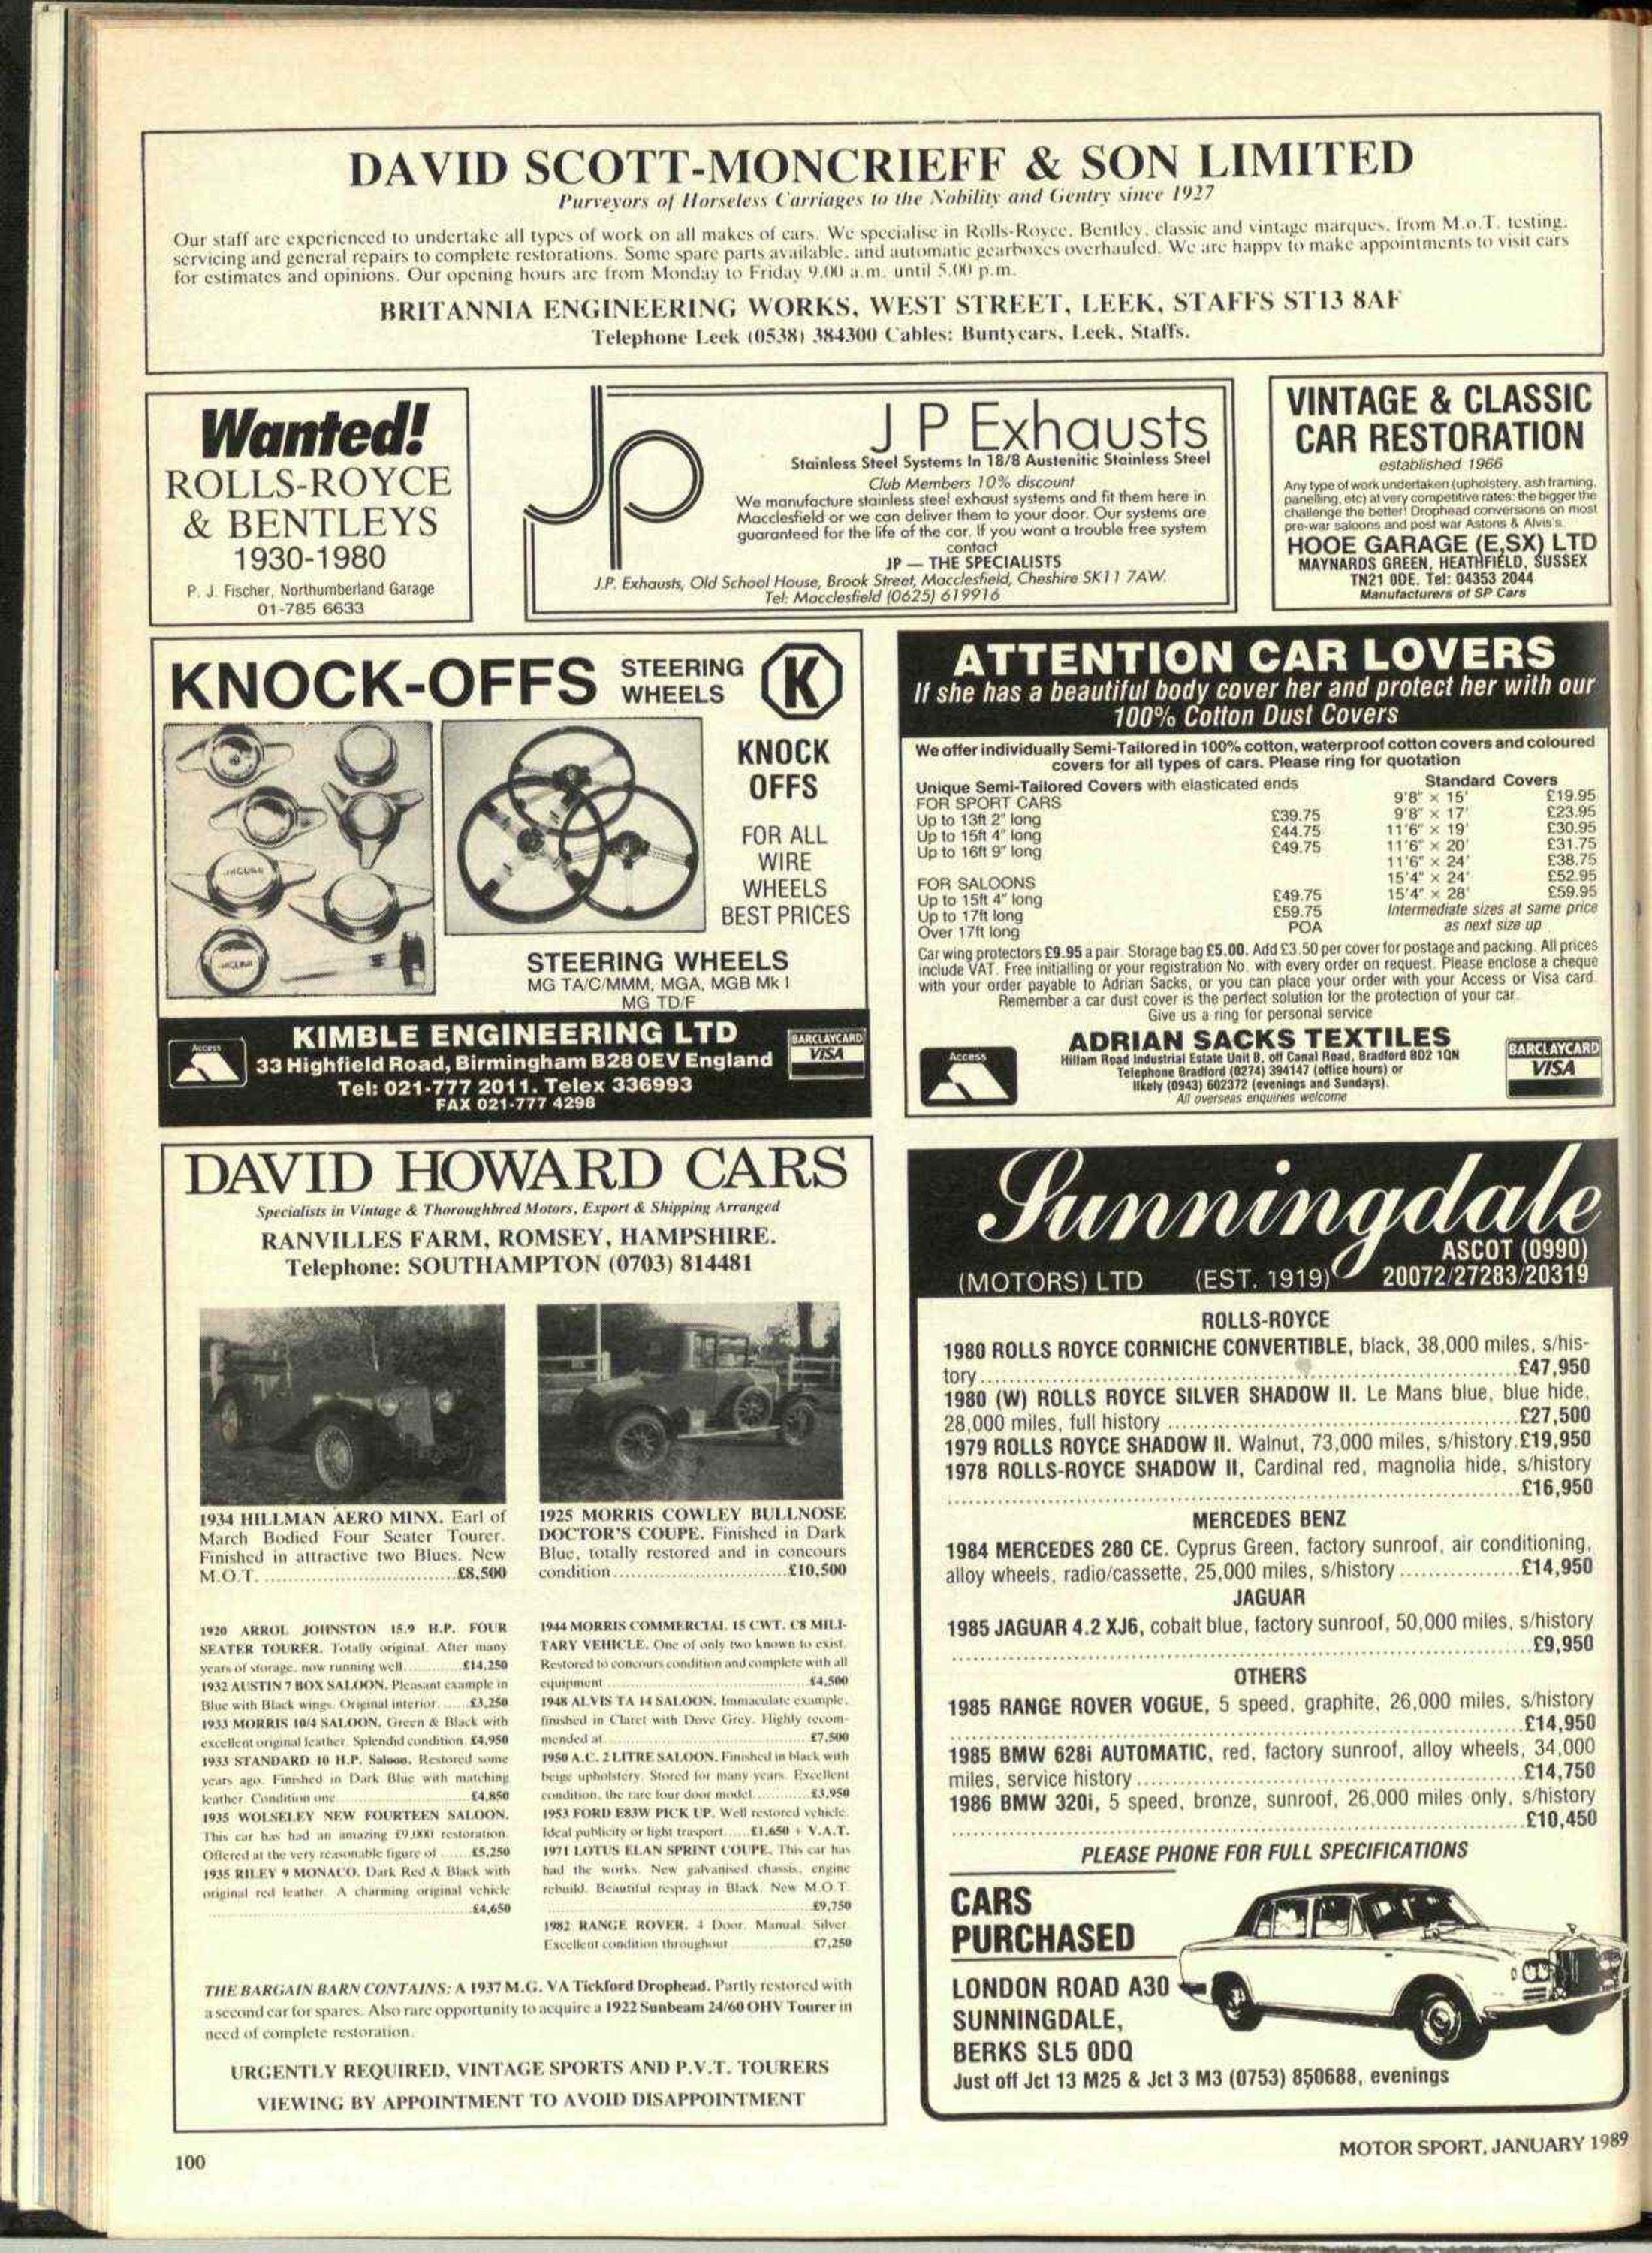 DAVID SCOTT-MONCRIEFF & SON LIMITED
Purveyors of Horseless Carriages to the Nobility and Gentry since 1927
Our staff are experienced to undertake all types of work on all makes of cars. We specialise in Rolls-Royce, Bentley, classic and vintage marques, from M.o.T. testing,
servicing and general repairs to complete restorations. Some spare parts available, and automatic gearboxes overhauled. We are happy to make appointments to visit cars
for estimates and opinions. Our opening hours are from Monday to Friday 9.00 a.m. until 5.00 p.m.
BRITANNIA ENGINEERING WORKS, WEST STREET, LEEK, STAFFS ST13 8AF
Telephone Leek (0538) 384300 Cables: Buntycars, Leek, Staffs.
Wanted!
ROLLS-ROYCE
& BENTLEYS
1930-1980
P. J. Fischer, Northumberland Garage
01-785 6633
Jp
J P Exhausts
Stainless Steel Systems In 18/8 Austenitic Stainless Steel
Club Members 10% discount
We manufacture stainless steel exhaust systems and fit them here in
Macclesfield or we can deliver them to your door. Our systems are
guaranteed for the life of the car. If you want a trouble free system
contact
JP — THE SPECIALISTS
J.P. Exhausts, Old School House, Brook Street, Macclesfield, Cheshire SK11 7AW.
Tel: Macclesfield (0625) 619916
VINTAGE & CLASSIC
CAR RESTORATION
established 1966
Any type of work undertaken (upholstery, ash framing,
panelling, etc) at very competitive rates: the bigger the
challenge the better! Drophead conversions on most
pre-war saloons and post war Astons & Alvis's.
HOOE GARAGE (E,SX) LTD
MAYNARDS GREEN, HEATHFIELD, SUSSEX
TN21 0DE. Tel: 04353 2044
Manufacturers of SP Cars
KNOCK-OFFS
STEERING
WHEELS
K
KNOCK
OFFS
FOR ALL
WIRE
WHEELS
BEST PRICES
JAGUAR
JAGUAR
STEERING WHEELS
MG TA/C/MMM, MGA, MGB Mk I
MG TD/F
KIMBLE ENGINEERING LTD
33 Highfield Road, Birmingham B28 0EV England
Tel: 021-777 2011. Telex 336993
FAX 021-777 4298
Access
BARCLAYCARD
VISA
ATTENTION CAR LOVERS
If she has a beautiful body cover her and protect her with our
100% Cotton Dust Covers
We offer individually Semi-Tailored in 100% cotton, waterproof cotton covers and coloured
covers for all types of cars. Please ring for quotation
Unique Semi-Tailored Covers with elasticated ends
FOR SPORT CARS
Up to 13ft 2" long £39.75
Up to 15ft 4" long £44.75
Up to 16ft 9" long £49.75
FOR SALOONS
Up to 15ft 4" long £49.75
Up to 17ft long £59.75
Over 17ft long POA
Standard Covers
9'8" × 15' £19.95
9'8" × 17' £23.95
11'6" × 19' £30.95
11'6" × 20' £31.75
11'6" × 24' £38.75
15'4" × 24' £52.95
15'4" × 28' £59.95
Intermediate sizes at same price
as next size up
Car wing protectors £9.95 a pair. Storage bag £5.00. Add £3.50 per cover for postage and packing. All prices
include VAT. Free initialling or your registration No. with every order on request. Please enclose a cheque
with your order payable to Adrian Sacks, or you can place your order with your Access or Visa card.
Remember a car dust cover is the perfect solution for the protection of your car.
Give us a ring for personal service
ADRIAN SACKS TEXTILES
Hillam Road Industrial Estate Unit B, off Canal Road, Bradford BD2 1QN
Telephone Bradford (0274) 394147 (office hours) or
Ilkely (0943) 602372 (evenings and Sundays).
All overseas enquiries welcome
Access
BARCLAYCARD
VISA
DAVID HOWARD CARS
Specialists in Vintage & Thoroughbred Motors, Export & Shipping Arranged
RANVILLES FARM, ROMSEY, HAMPSHIRE.
Telephone: SOUTHAMPTON (0703) 814481
1934 HILLMAN AERO MINX. Earl of
March Bodied Four Seater Tourer.
Finished in attractive two Blues. New
M.O.T. ..............................£8,500
1925 MORRIS COWLEY BULLNOSE
DOCTOR'S COUPE. Finished in Dark
Blue, totally restored and in concours
condition...........................£10,500
1920 ARROL JOHNSTON 15.9 H.P. FOUR
SEATER TOURER. Totally original. After many
years of storage, now running well............£14,250
1932 AUSTIN 7 BOX SALOON. Pleasant example in
Blue with Black wings. Original interior.......£3,250
1933 MORRIS 10/4 SALOON. Green & Black with
excellent original leather. Splendid condition. £4,950
1933 STANDARD 10 H.P. Saloon. Restored some
years ago. Finished in Dark Blue with matching
leather. Condition one.........................£4,850
1935 WOLSELEY NEW FOURTEEN SALOON.
This car has had an amazing £9,000 restoration.
Offered at the very reasonable figure of .......£5,250
1935 RILEY 9 MONACO. Dark Red & Black with
original red leather. A charming original vehicle
..............................£4,650
1944 MORRIS COMMERCIAL 15 CWT. C8 MILI-
TARY VEHICLE. One of only two known to exist.
Restored to concours condition and complete with all
equipment..............................£4,500
1948 ALVIS TA 14 SALOON. Immaculate example,
finished in Claret with Dove Grey. Highly recom-
mended at..............................£7,500
1950 A.C. 2 LITRE SALOON. Finished in black with
beige upholstery. Stored for many years. Excellent
condition, the rare four door model............£3,950
1953 FORD E83W PICK UP. Well restored vehicle.
Ideal publicity or light trasport......£1,650 + V.A.T.
1971 LOTUS ELAN SPRINT COUPE. This car has
had the works. New galvanised chassis, engine
rebuild. Beautiful respray in Black. New M.O.T.
..............................£9,750
1982 RANGE ROVER. 4 Door. Manual. Silver.
Excellent condition throughout................£7,250
THE BARGAIN BARN CONTAINS: A 1937 M.G. VA Tickford Drophead. Partly restored with
a second car for spares. Also rare opportunity to acquire a 1922 Sunbeam 24/60 OHV Tourer in
need of complete restoration.
URGENTLY REQUIRED, VINTAGE SPORTS AND P.V.T. TOURERS
VIEWING BY APPOINTMENT TO AVOID DISAPPOINTMENT
Sunningdale
ASCOT (0990)
(MOTORS) LTD (EST. 1919) 20072/27283/20319
ROLLS-ROYCE
1980 ROLLS ROYCE CORNICHE CONVERTIBLE, black, 38,000 miles, s/his-
tory..............................£47,950
1980 (W) ROLLS ROYCE SILVER SHADOW II. Le Mans blue, blue hide,
28,000 miles, full history ..............................£27,500
1979 ROLLS ROYCE SHADOW II. Walnut, 73,000 miles, s/history.£19,950
1978 ROLLS-ROYCE SHADOW II, Cardinal red, magnolia hide, s/history
..............................£16,950
MERCEDES BENZ
1984 MERCEDES 280 CE. Cyprus Green, factory sunroof, air conditioning,
alloy wheels, radio/cassette, 25,000 miles, s/history .................£14,950
JAGUAR
1985 JAGUAR 4.2 XJ6, cobalt blue, factory sunroof, 50,000 miles, s/history
..............................£9,950
OTHERS
1985 RANGE ROVER VOGUE, 5 speed, graphite, 26,000 miles, s/history
..............................£14,950
1985 BMW 628i AUTOMATIC, red, factory sunroof, alloy wheels, 34,000
miles, service history..............................£14,750
1986 BMW 320i, 5 speed, bronze, sunroof, 26,000 miles only, s/history
..............................£10,450
PLEASE PHONE FOR FULL SPECIFICATIONS
CARS
PURCHASED
LONDON ROAD A30
SUNNINGDALE,
BERKS SL5 0DQ
Just off Jct 13 M25 & Jct 3 M3 (0753) 850688, evenings
100
MOTOR SPORT, JANUARY 1989